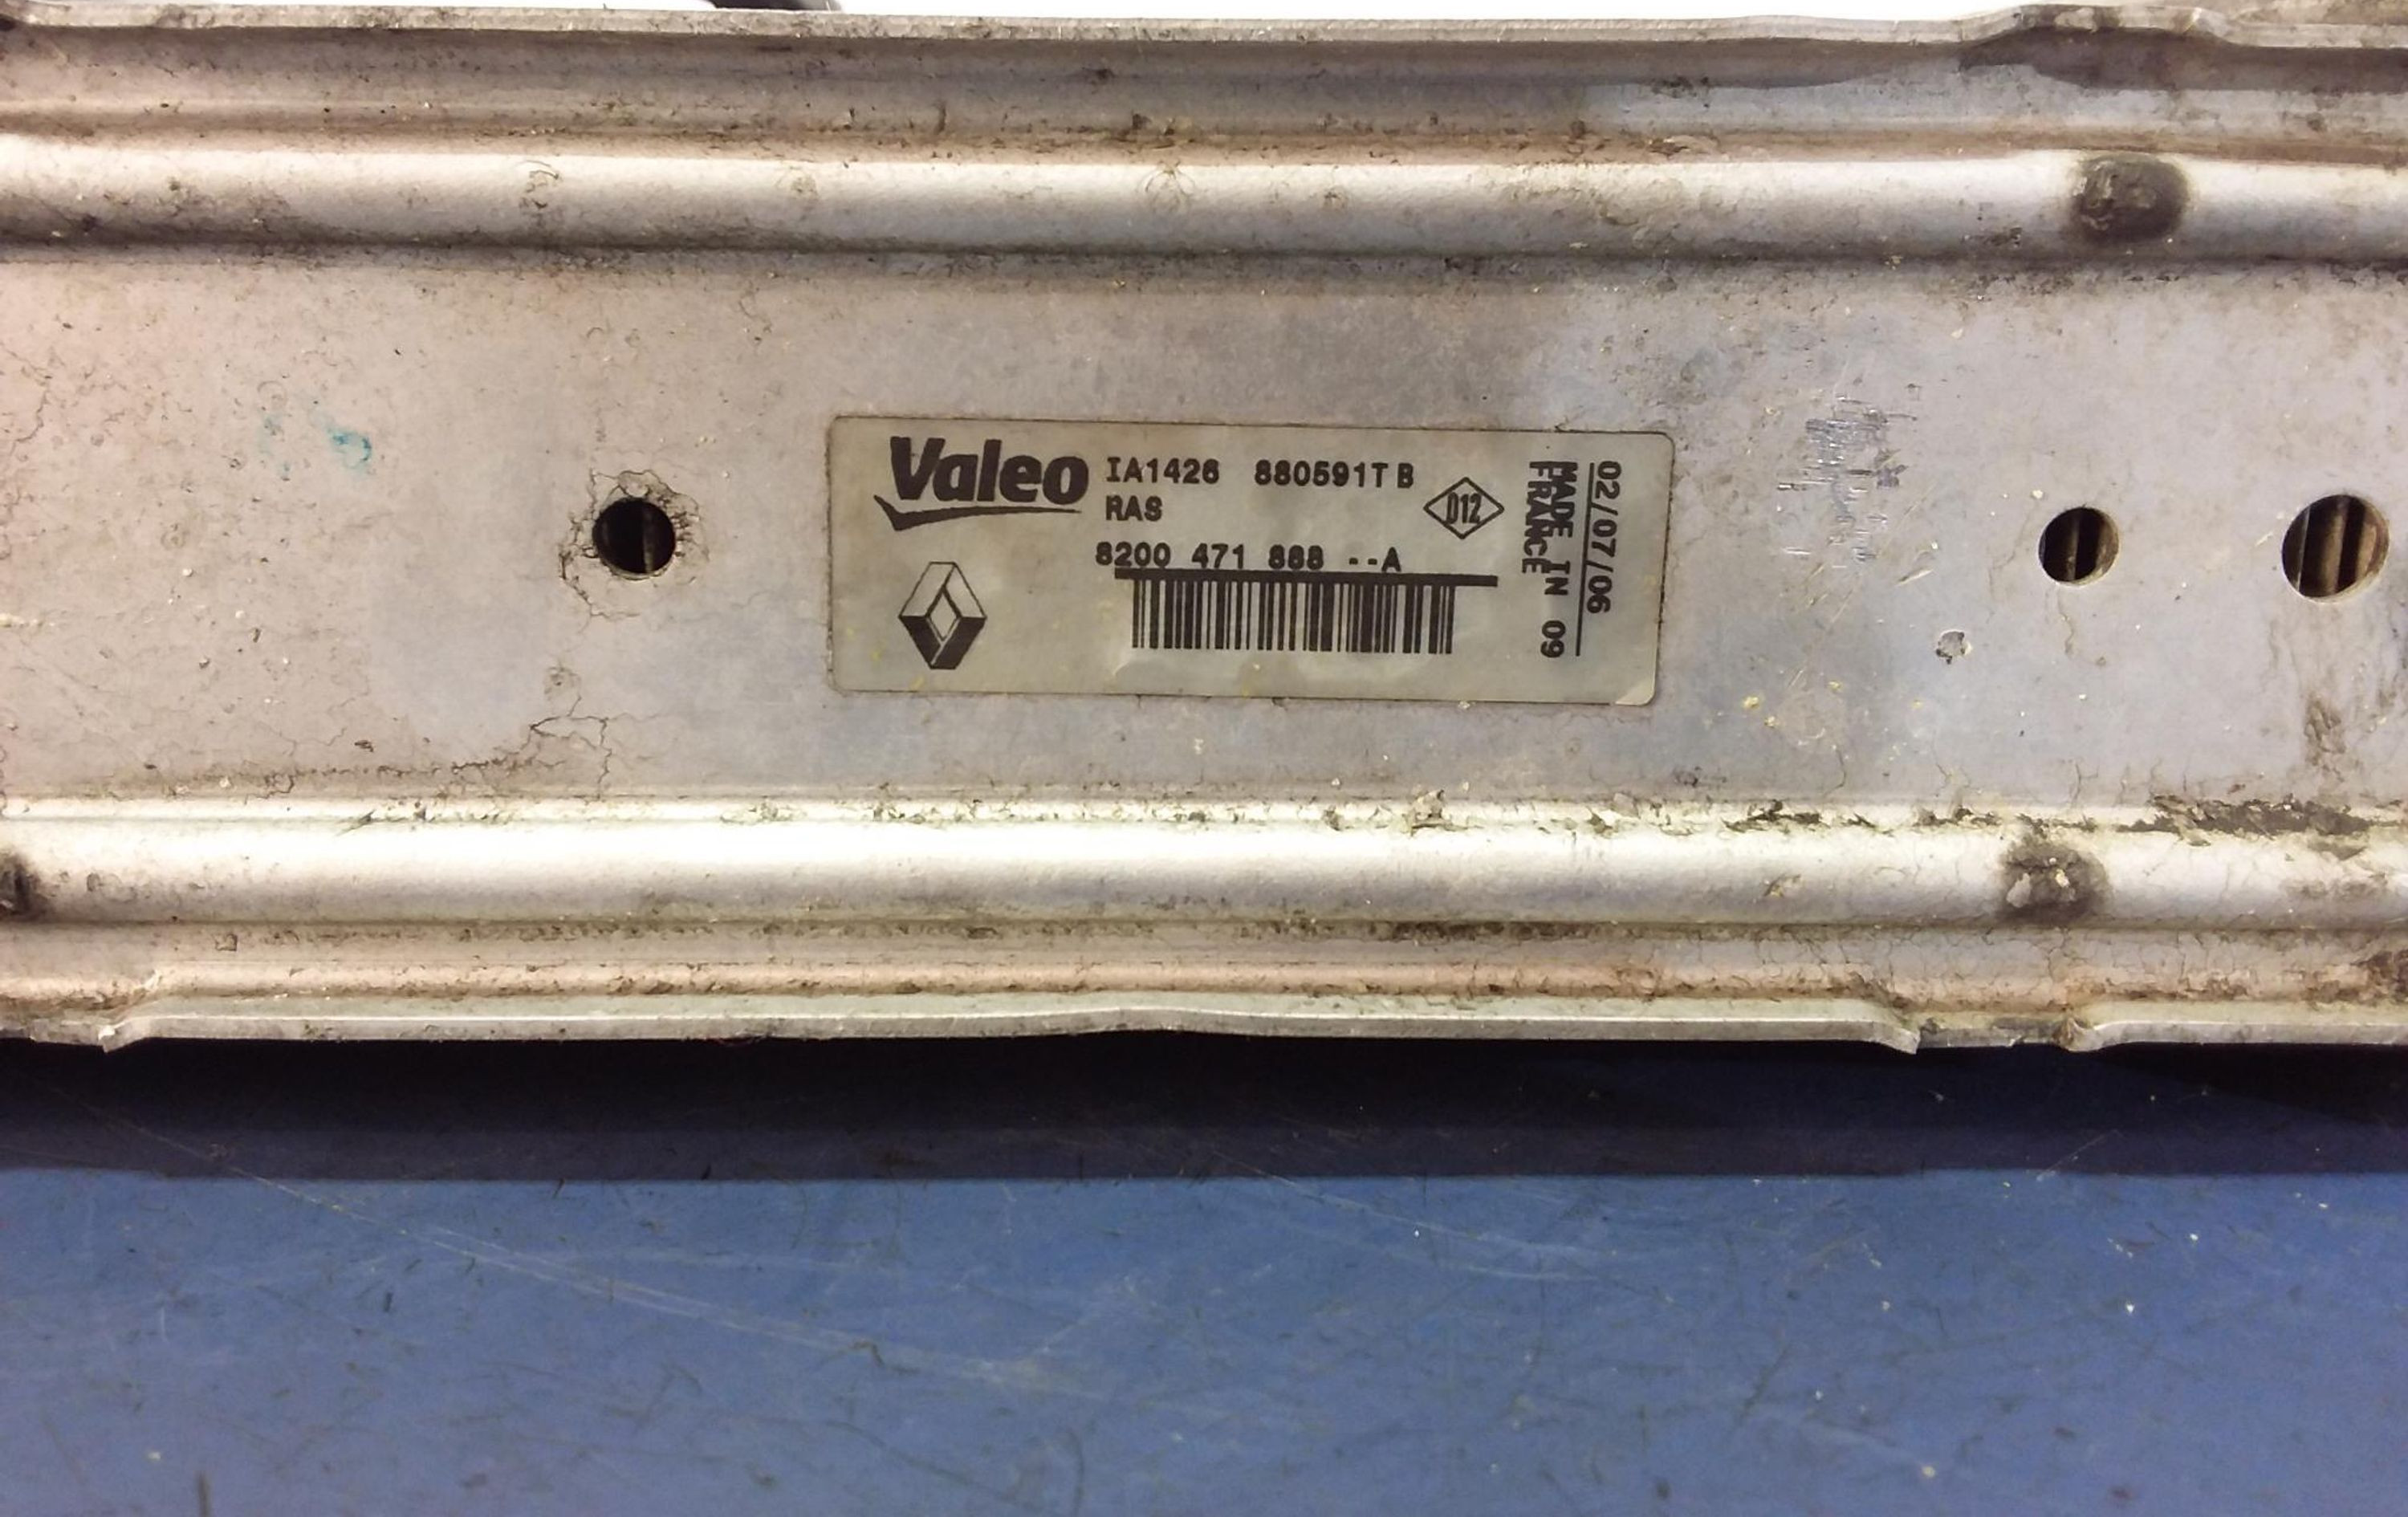 Valeo
IA1426 880591T B
RAS
D12
8200 471 888 --A
02/07/06
MADE IN 09
FRANCE